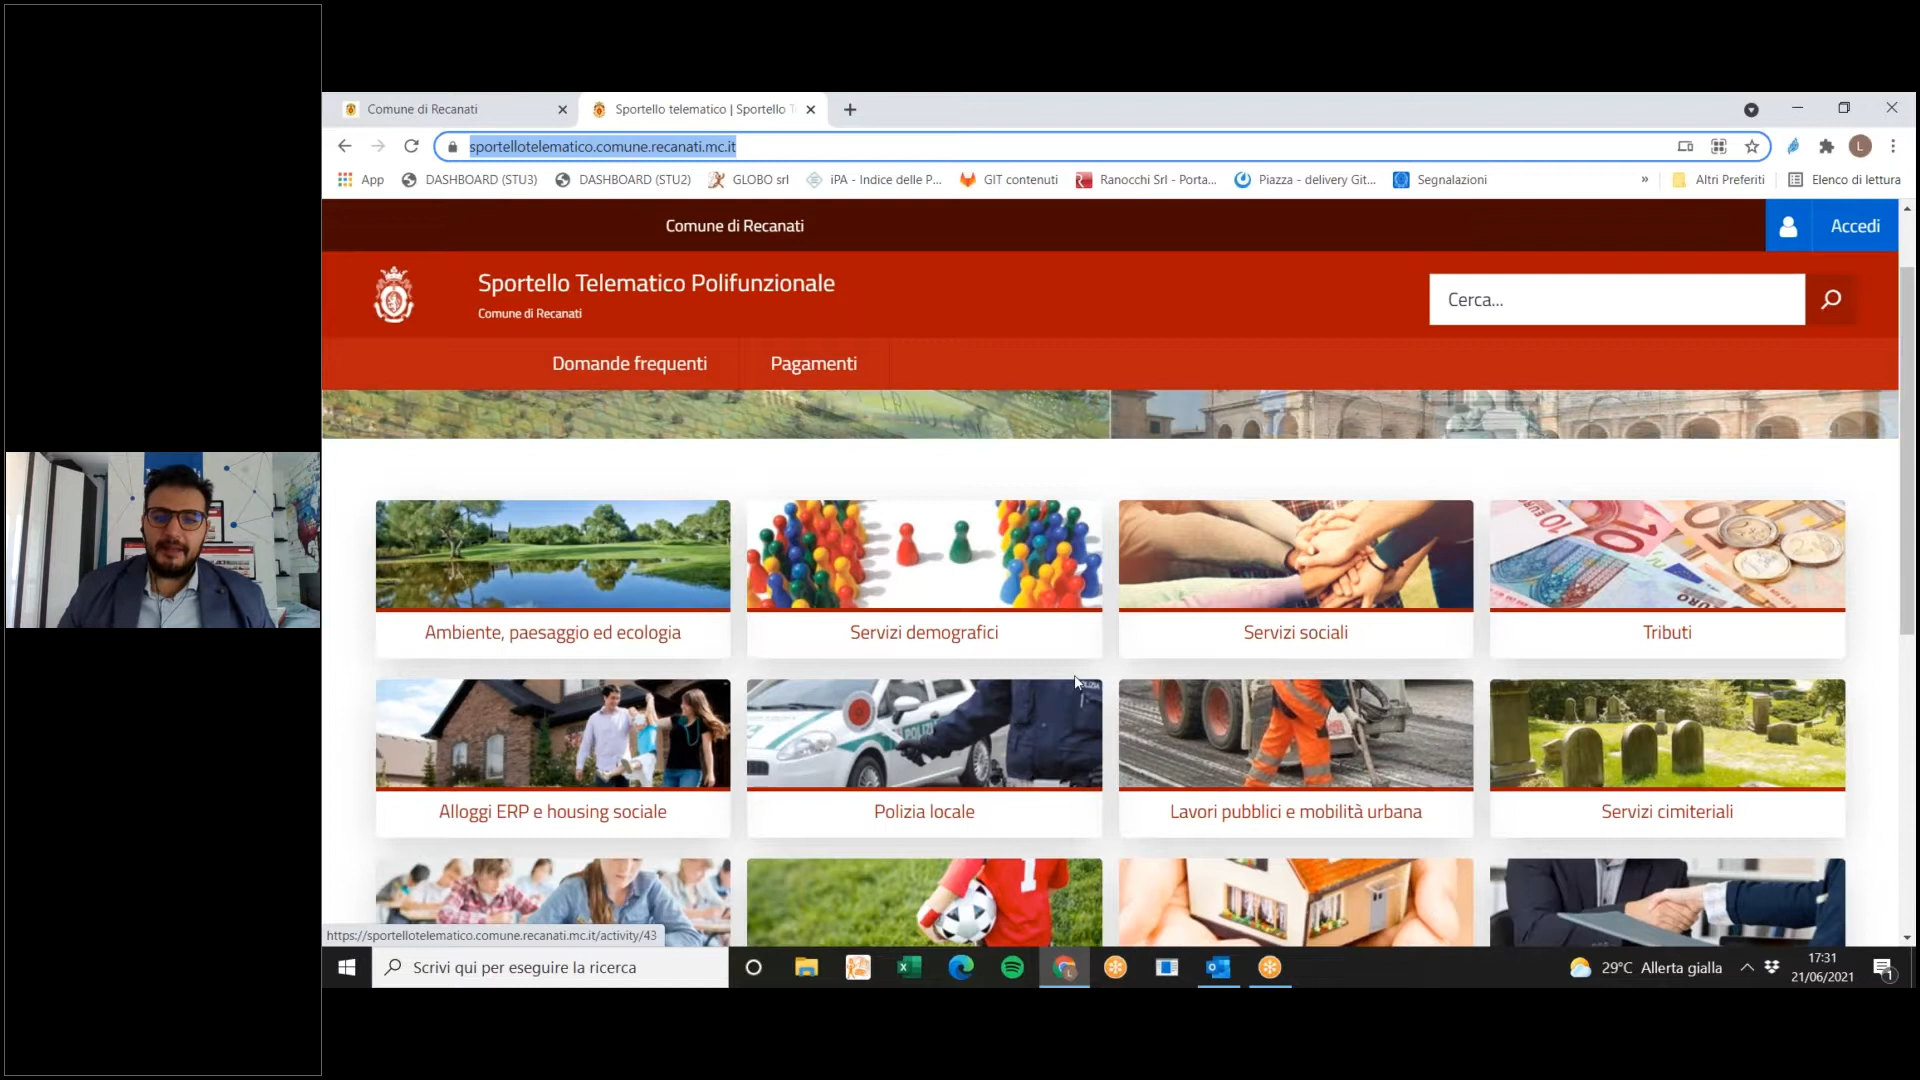 Comune di Recanati
Sportello telematico | Sportello T
sportellotelematico.comune.recanati.mc.it
App
DASHBOARD (STU3)
DASHBOARD (STU2)
GLOBO srl
iPA - Indice delle P...
GIT contenuti
Ranocchi Srl - Porta...
Piazza - delivery Git...
Segnalazioni
»
Altri Preferiti
Elenco di lettura
L
Comune di Recanati
Accedi
Sportello Telematico Polifunzionale
Comune di Recanati
Cerca...
Domande frequenti
Pagamenti
Ambiente, paesaggio ed ecologia
Servizi demografici
Servizi sociali
Tributi
Alloggi ERP e housing sociale
Polizia locale
Lavori pubblici e mobilità urbana
Servizi cimiteriali
https://sportellotelematico.comune.recanati.mc.it/activity/43
Scrivi qui per eseguire la ricerca
29°C Allerta gialla
17:31
21/06/2021
1